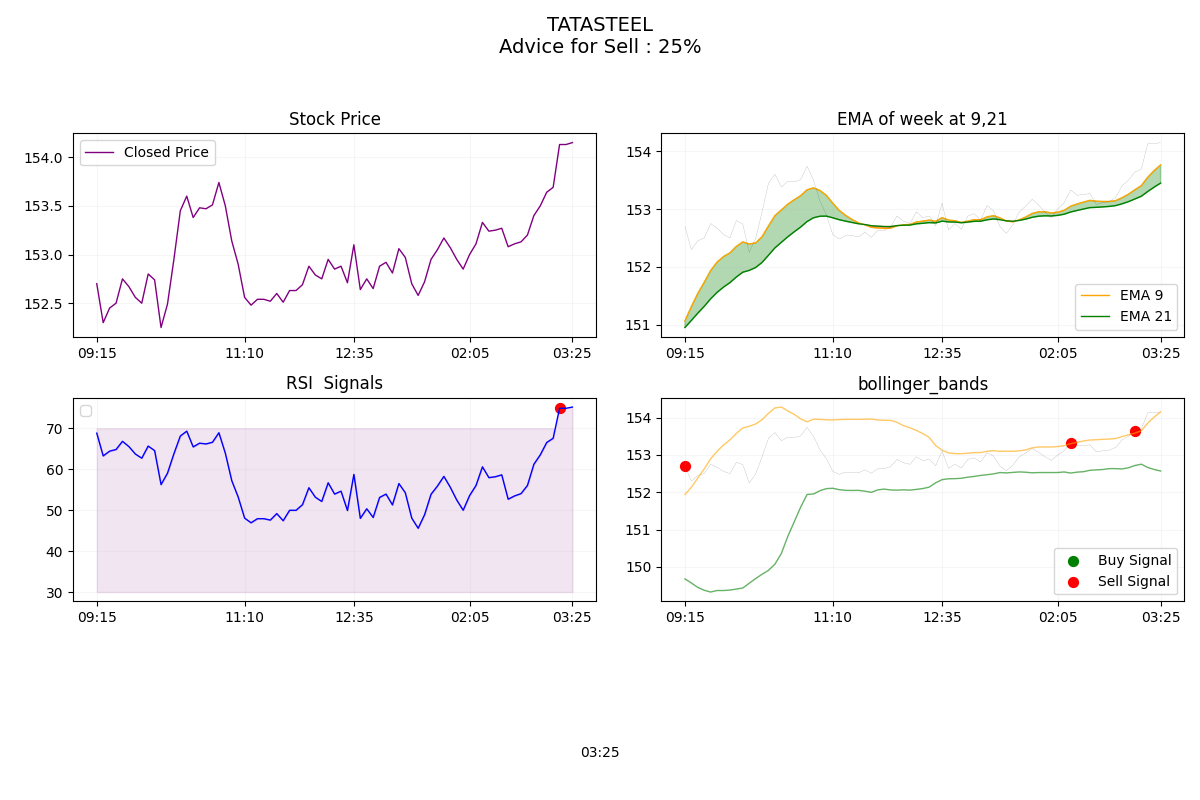 TATASTEEL
Advice for Sell : 25%
Stock Price
Closed Price
154.0
153.5
153.0
152.5
09:15 11:10 12:35 02:05 03:25
EMA of week at 9,21
154
153
152
151
EMA 9
EMA 21
09:15 11:10 12:35 02:05 03:25
RSI  Signals
70
60
50
40
30
09:15 11:10 12:35 02:05 03:25
bollinger_bands
154
153
152
151
150
Buy Signal
Sell Signal
09:15 11:10 12:35 02:05 03:25
03:25